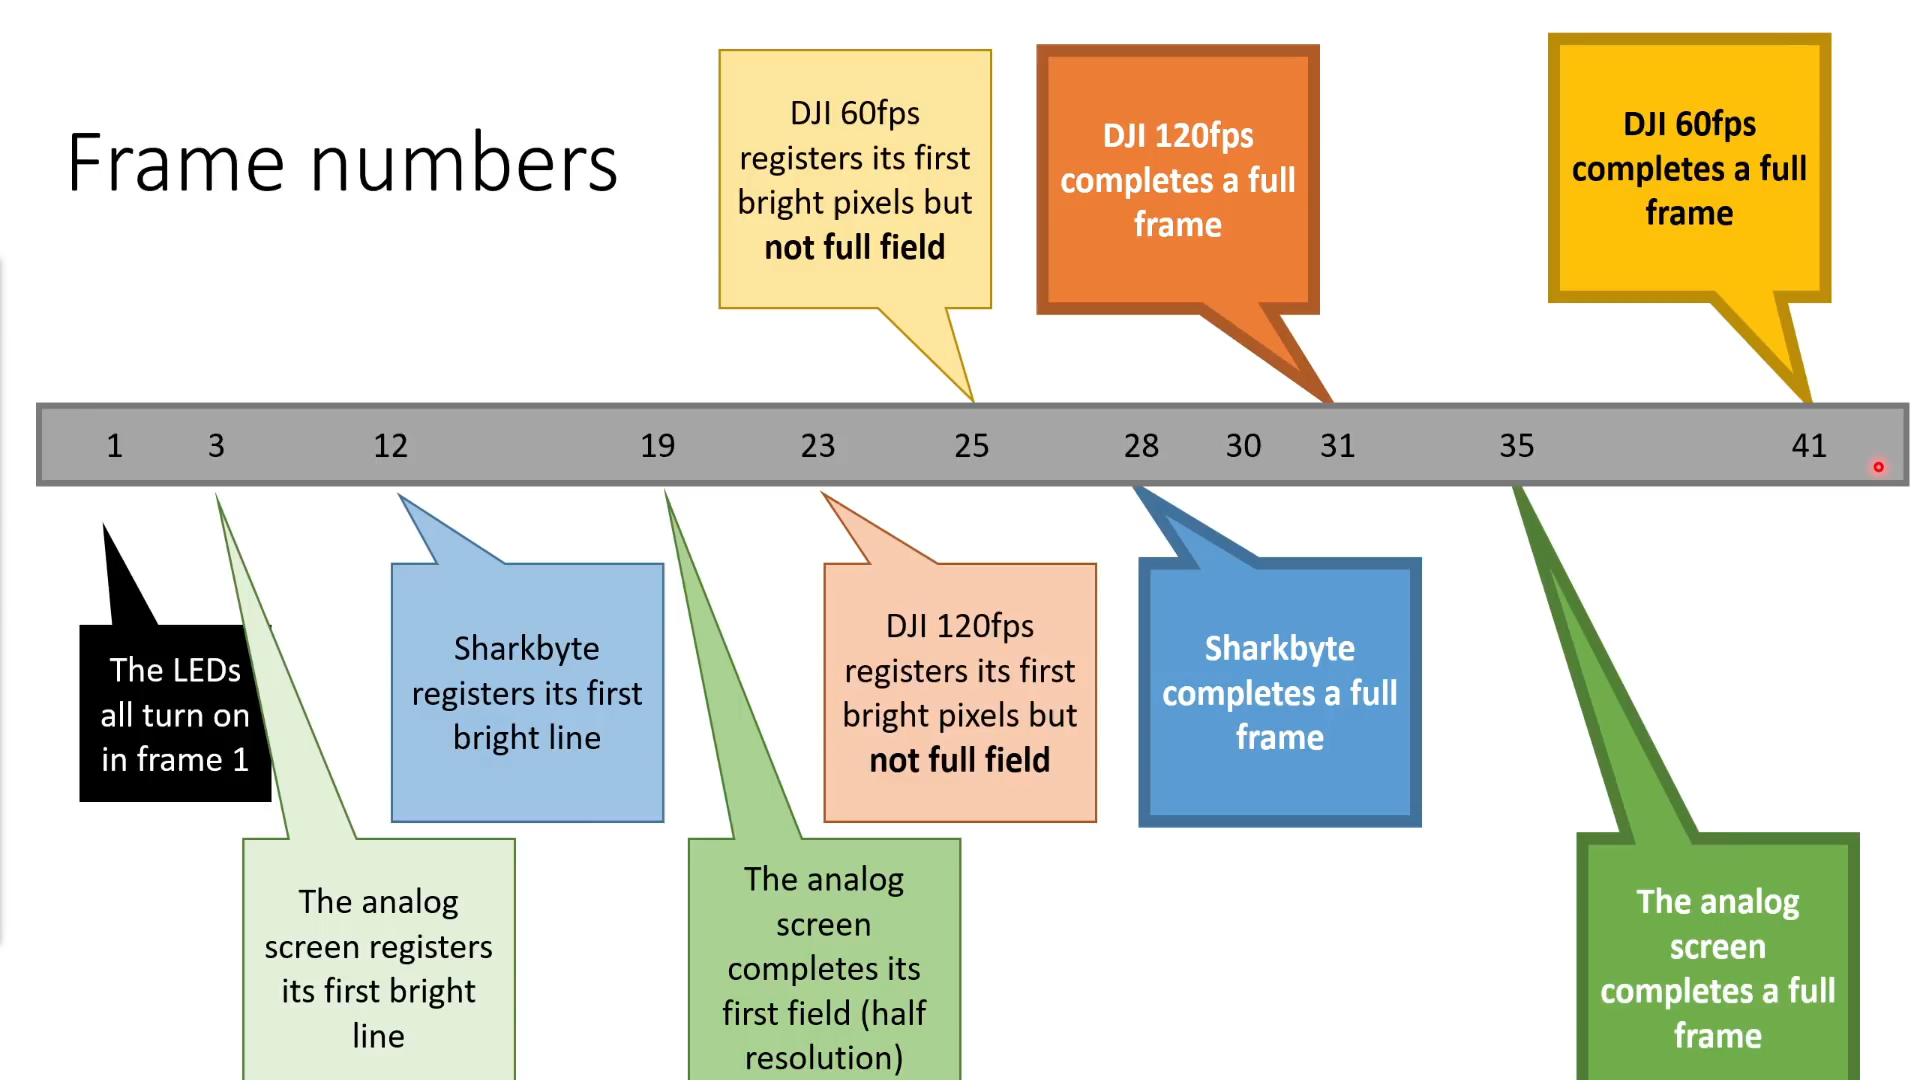 Frame numbers
DJI 60fps
registers its first
bright pixels but
not full field
DJI 120fps
completes a full
frame
DJI 60fps
completes a full
frame
1 3 12 19 23 25 28 30 31 35 41
The LEDs
all turn on
in frame 1
Sharkbyte
registers its first
bright line
DJI 120fps
registers its first
bright pixels but
not full field
Sharkbyte
completes a full
frame
The analog
screen registers
its first bright
line
The analog
screen
completes its
first field (half
resolution)
The analog
screen
completes a full
frame